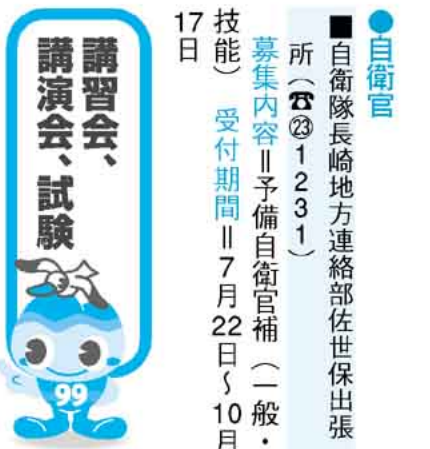 ●自衛官
■自衛隊長崎地方連絡部佐世保出張
所（☎㉓1231）
募集内容＝予備自衛官補（一般・
技能）　受付期間＝7月22日～10月
17日
講習会、
講演会、試験
99